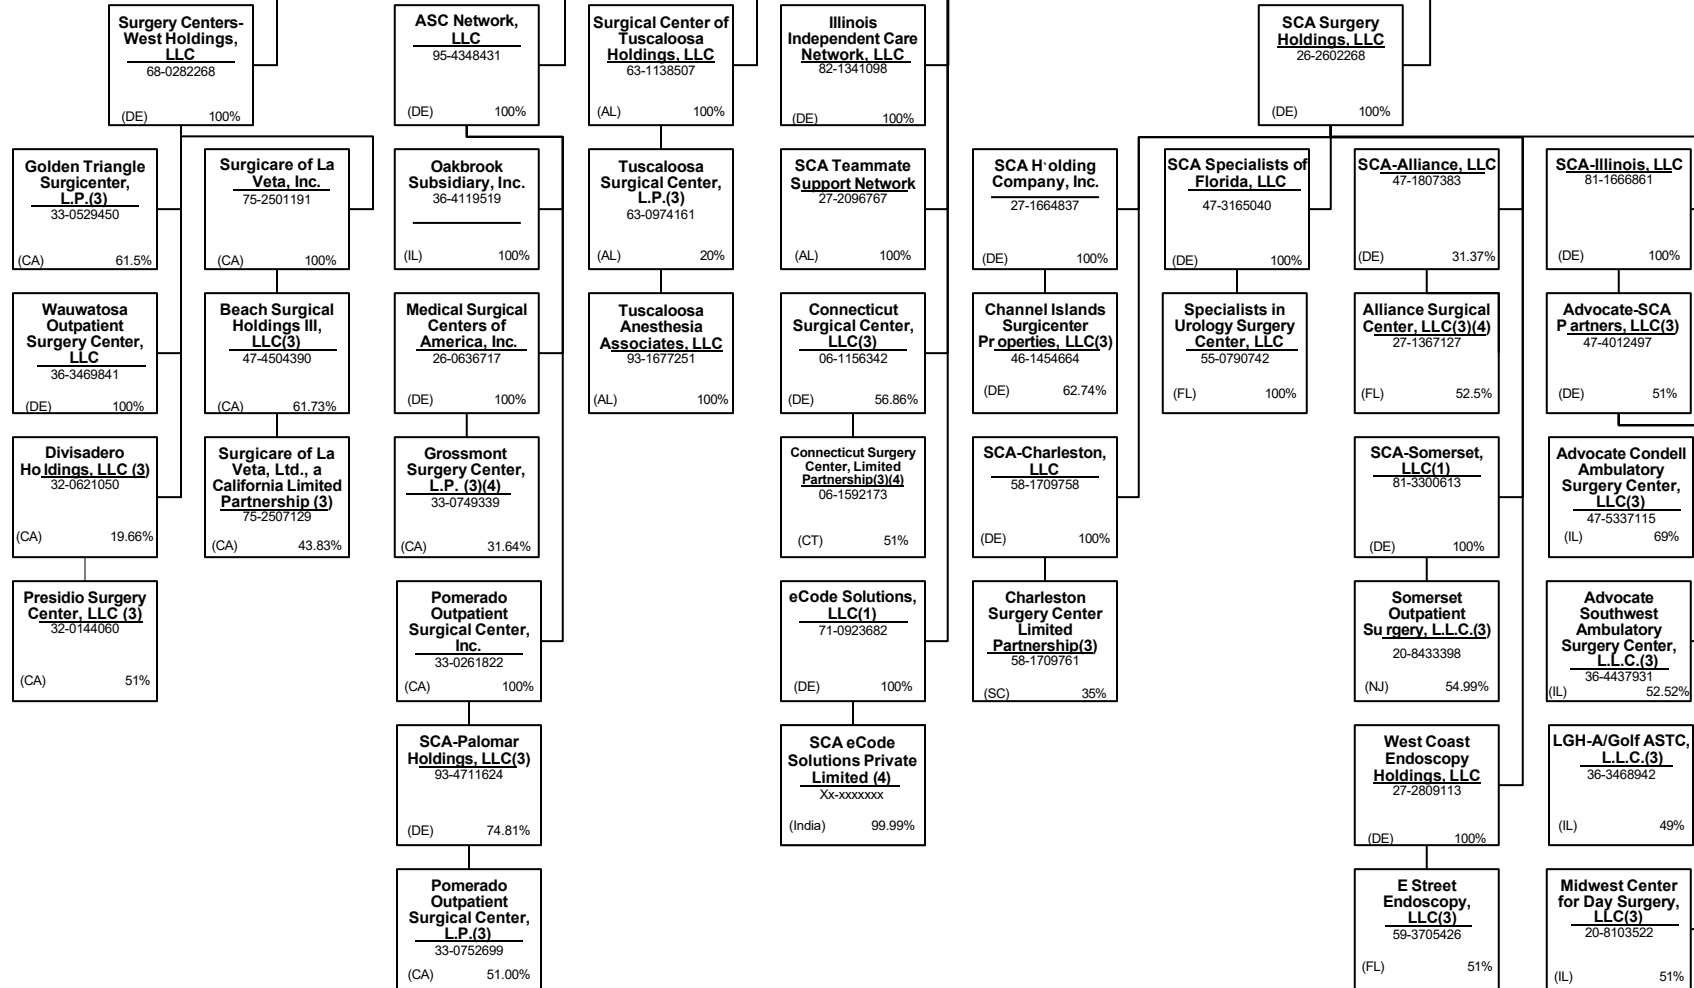 Surgery Centers-
West Holdings,
LLC
68-0282268
(DE) 100%
ASC Network,
LLC
95-4348431
(DE) 100%
Surgical Center of
Tuscaloosa
Holdings, LLC
63-1138507
(AL) 100%
Illinois
Independent Care
Network, LLC
82-1341098
(DE) 100%
SCA Surgery
Holdings, LLC
26-2602268
(DE) 100%
Golden Triangle
Surgicenter,
L.P.(3)
33-0529450
(CA) 61.5%
Surgicare of La
Veta, Inc.
75-2501191
(CA) 100%
Oakbrook
Subsidiary, Inc.
36-4119519
(IL) 100%
Tuscaloosa
Surgical Center,
L.P.(3)
63-0974161
(AL) 20%
SCA Teammate
Support Network
27-2096767
(AL) 100%
SCA H`olding
Company, Inc.
27-1664837
(DE) 100%
SCA Specialists of
Florida, LLC
47-3165040
(DE) 100%
SCA-Alliance, LLC
47-1807383
(DE) 31.37%
SCA-Illinois, LLC
81-1666861
(DE) 100%
Wauwatosa
Outpatient
Surgery Center,
LLC
36-3469841
(DE) 100%
Beach Surgical
Holdings III,
LLC(3)
47-4504390
(CA) 61.73%
Medical Surgical
Centers of
America, Inc.
26-0636717
(DE) 100%
Tuscaloosa
Anesthesia
Associates, LLC
93-1677251
(AL) 100%
Connecticut
Surgical Center,
LLC(3)
06-1156342
(DE) 56.86%
Channel Islands
Surgicenter
Properties, LLC(3)
46-1454664
(DE) 62.74%
Specialists in
Urology Surgery
Center, LLC
55-0790742
(FL) 100%
Alliance Surgical
Center, LLC(3)(4)
27-1367127
(FL) 52.5%
Advocate-SCA
Partners, LLC(3)
47-4012497
(DE) 51%
Divisadero
Holdings, LLC (3)
32-0621050
(CA) 19.66%
Surgicare of La
Veta, Ltd., a
California Limited
Partnership (3)
75-2507129
(CA) 43.83%
Grossmont
Surgery Center,
L.P. (3)(4)
33-0749339
(CA) 31.64%
Connecticut Surgery
Center, Limited
Partnership(3)(4)
06-1592173
(CT) 51%
SCA-Charleston,
LLC
58-1709758
(DE) 100%
SCA-Somerset,
LLC(1)
81-3300613
(DE) 100%
Advocate Condell
Ambulatory
Surgery Center,
LLC(3)
47-5337115
(IL) 69%
Presidio Surgery
Center, LLC (3)
32-0144060
(CA) 51%
Pomerado
Outpatient
Surgical Center,
Inc.
33-0261822
(CA) 100%
eCode Solutions,
LLC(1)
71-0923682
(DE) 100%
Charleston
Surgery Center
Limited
Partnership(3)
58-1709761
(SC) 35%
Somerset
Outpatient
Surgery, L.L.C.(3)
20-8433398
(NJ) 54.99%
Advocate
Southwest
Ambulatory
Surgery Center,
L.L.C.(3)
36-4437931
(IL) 52.52%
SCA-Palomar
Holdings, LLC(3)
93-4711624
(DE) 74.81%
SCA eCode
Solutions Private
Limited (4)
Xx-xxxxxxx
(India) 99.99%
West Coast
Endoscopy
Holdings, LLC
27-2809113
(DE) 100%
LGH-A/Golf ASTC,
L.L.C.(3)
36-3468942
(IL) 49%
Pomerado
Outpatient
Surgical Center,
L.P.(3)
33-0752699
(CA) 51.00%
E Street
Endoscopy,
LLC(3)
59-3705426
(FL) 51%
Midwest Center
for Day Surgery,
LLC(3)
20-8103522
(IL) 51%